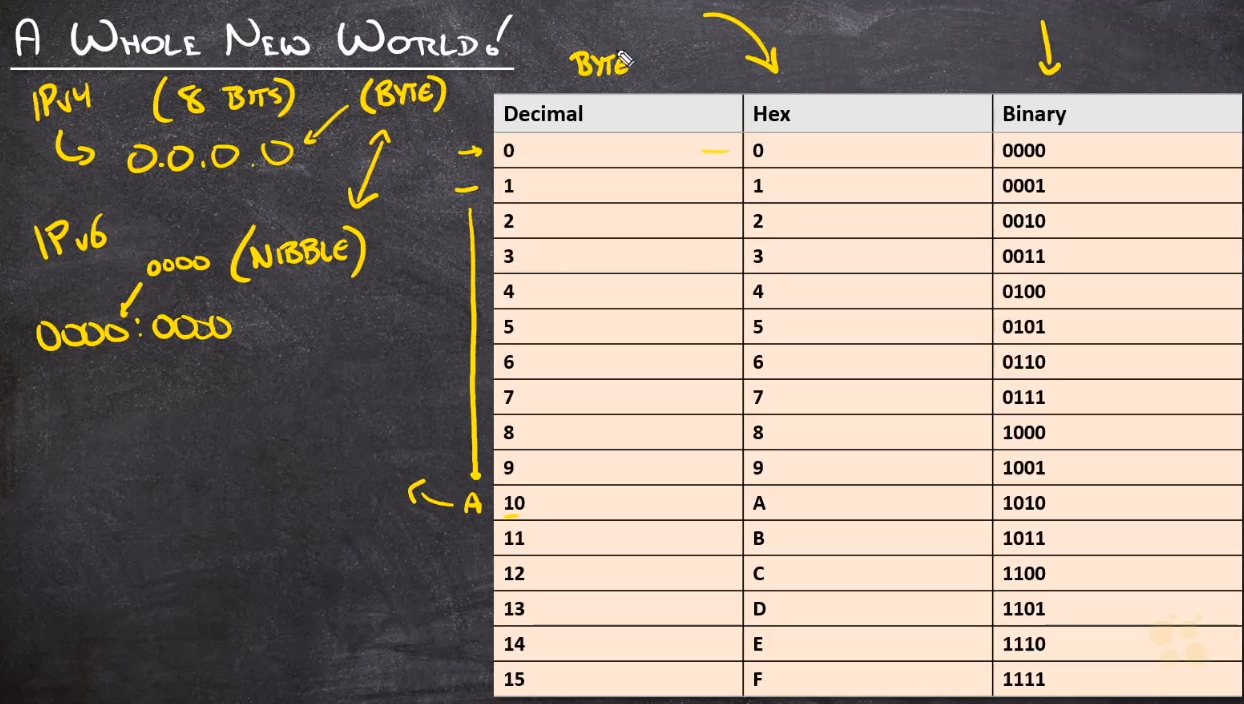 A WHOLE NEW WORLD!
IPv4 (8 BITS) (BYTE)
0.0.0.0
IPv6
0000 (NIBBLE)
0000:0000
A
BYTE
Decimal Hex Binary
0 0 0000
1 1 0001
2 2 0010
3 3 0011
4 4 0100
5 5 0101
6 6 0110
7 7 0111
8 8 1000
9 9 1001
10 A 1010
11 B 1011
12 C 1100
13 D 1101
14 E 1110
15 F 1111